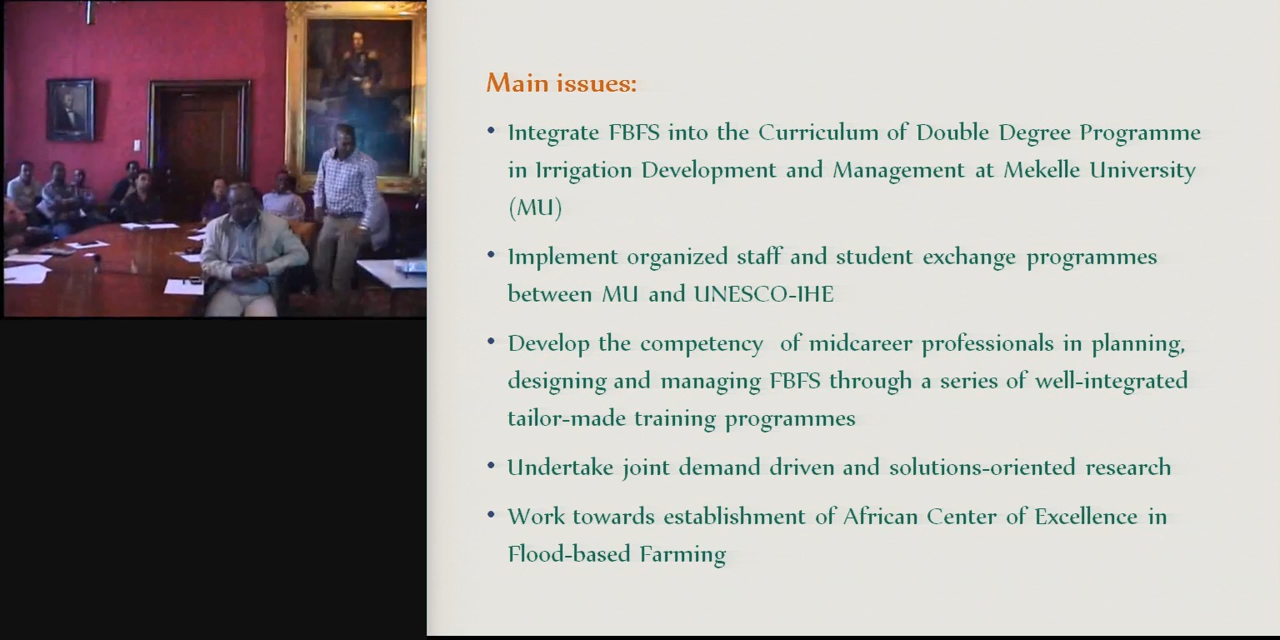 Main issues:
• Integrate FBFS into the Curriculum of Double Degree Programme
in Irrigation Development and Management at Mekelle University
(MU)
• Implement organized staff and student exchange programmes
between MU and UNESCO-IHE
• Develop the competency of midcareer professionals in planning,
designing and managing FBFS through a series of well-integrated
tailor-made training programmes
• Undertake joint demand driven and solutions-oriented research
• Work towards establishment of African Center of Excellence in
Flood-based Farming